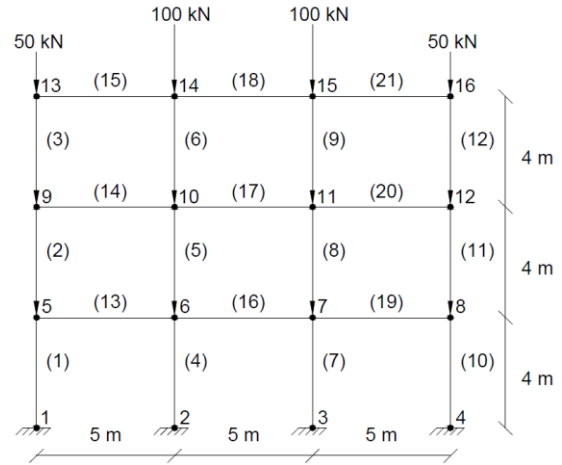 100 kN 100 kN
50 kN 50 kN
13 (15) 14 (18) 15 (21) 16
(3) (6) (9) (12) 4 m
9 (14) 10 (17) 11 (20) 12
(2) (5) (8) (11) 4 m
5 (13) 6 (16) 7 (19) 8
(1) (4) (7) (10) 4 m
1 2 3 4
5 m 5 m 5 m